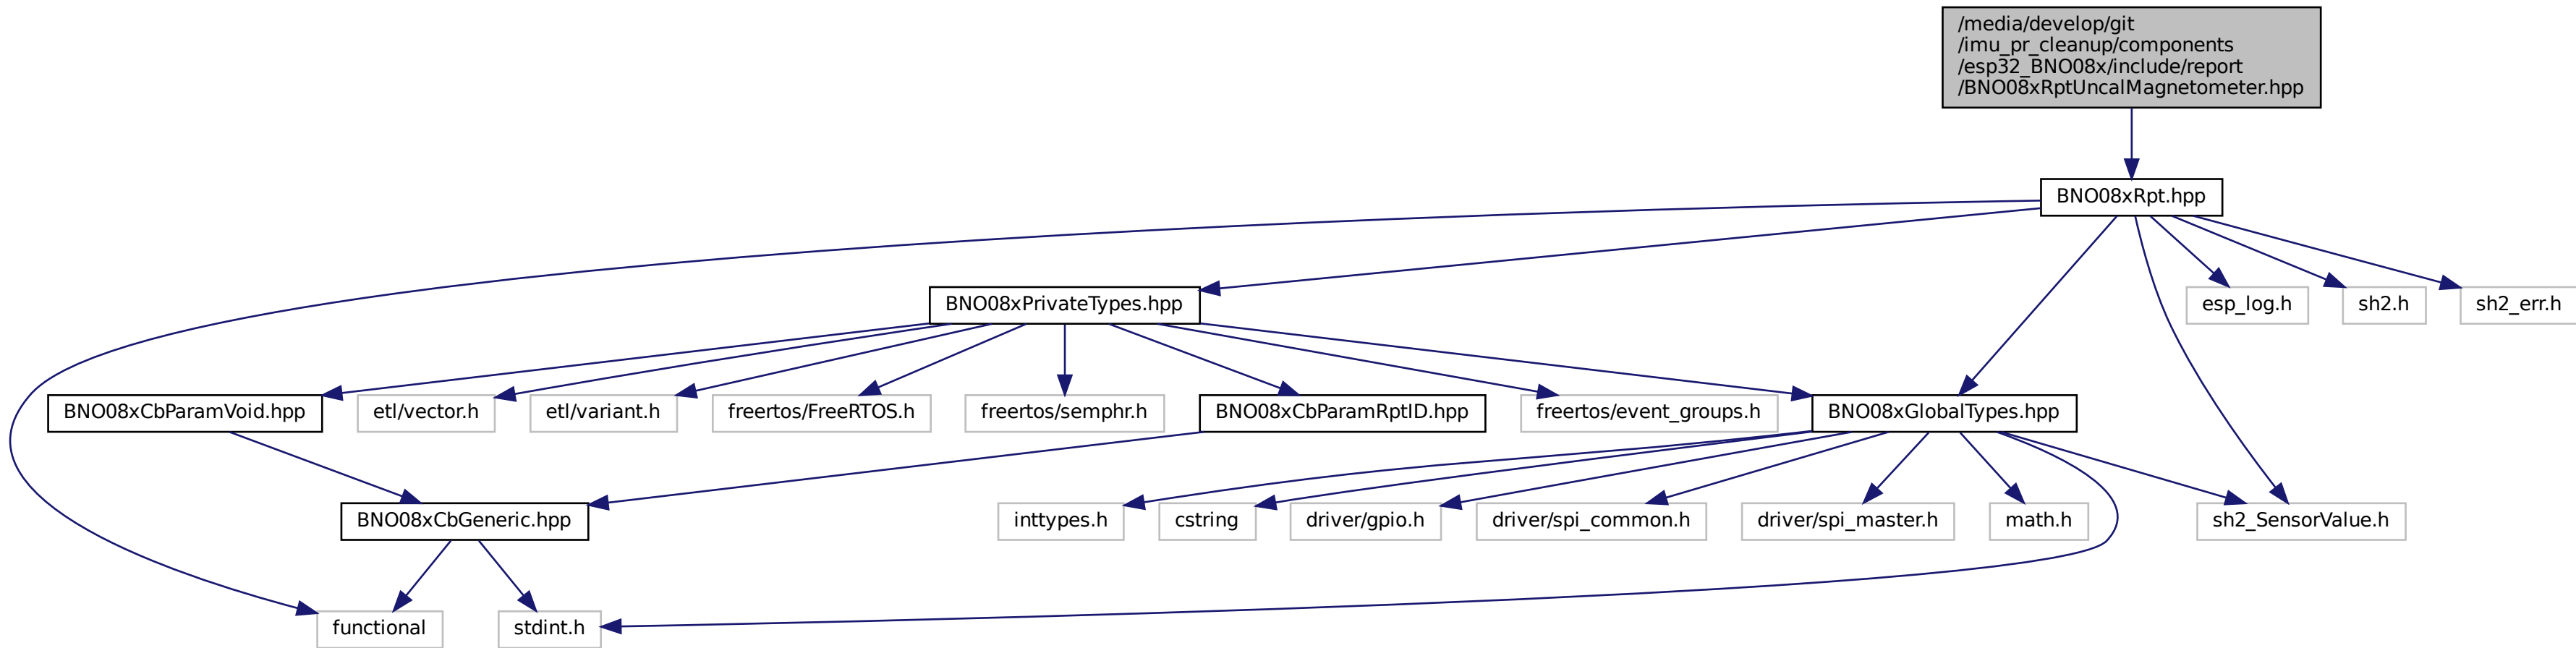 /media/develop/git
/imu_pr_cleanup/components
/esp32_BNO08x/include/report
/BNO08xRptUncalMagnetometer.hpp
BNO08xRpt.hpp
BNO08xPrivateTypes.hpp
esp_log.h
sh2.h
sh2_err.h
BNO08xCbParamVoid.hpp
etl/vector.h
etl/variant.h
freertos/FreeRTOS.h
freertos/semphr.h
BNO08xCbParamRptID.hpp
freertos/event_groups.h
BNO08xGlobalTypes.hpp
BNO08xCbGeneric.hpp
inttypes.h
cstring
driver/gpio.h
driver/spi_common.h
driver/spi_master.h
math.h
sh2_SensorValue.h
functional
stdint.h